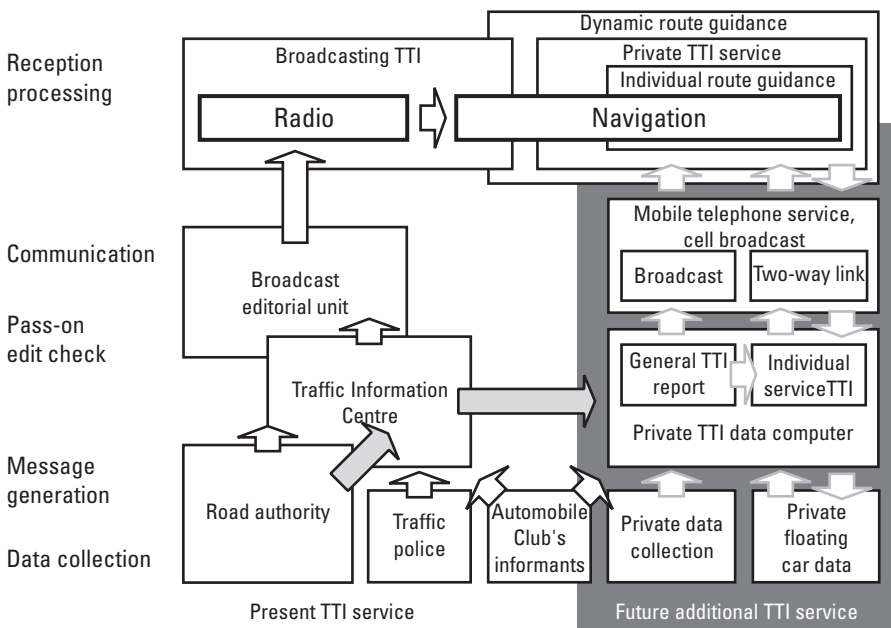 Dynamic route guidance
Reception
processing
Broadcasting TTI
Private TTI service
Individual route guidance
Radio
Navigation
Communication
Mobile telephone service,
cell broadcast
Broadcast
Two-way link
Broadcast
editorial unit
Pass-on
edit check
Traffic Information
Centre
General TTI
report
Individual
serviceTTI
Private TTI data computer
Message
generation
Data collection
Road authority
Traffic
police
Automobile
Club's
informants
Private data
collection
Private
floating
car data
Present TTI service
Future additional TTI service